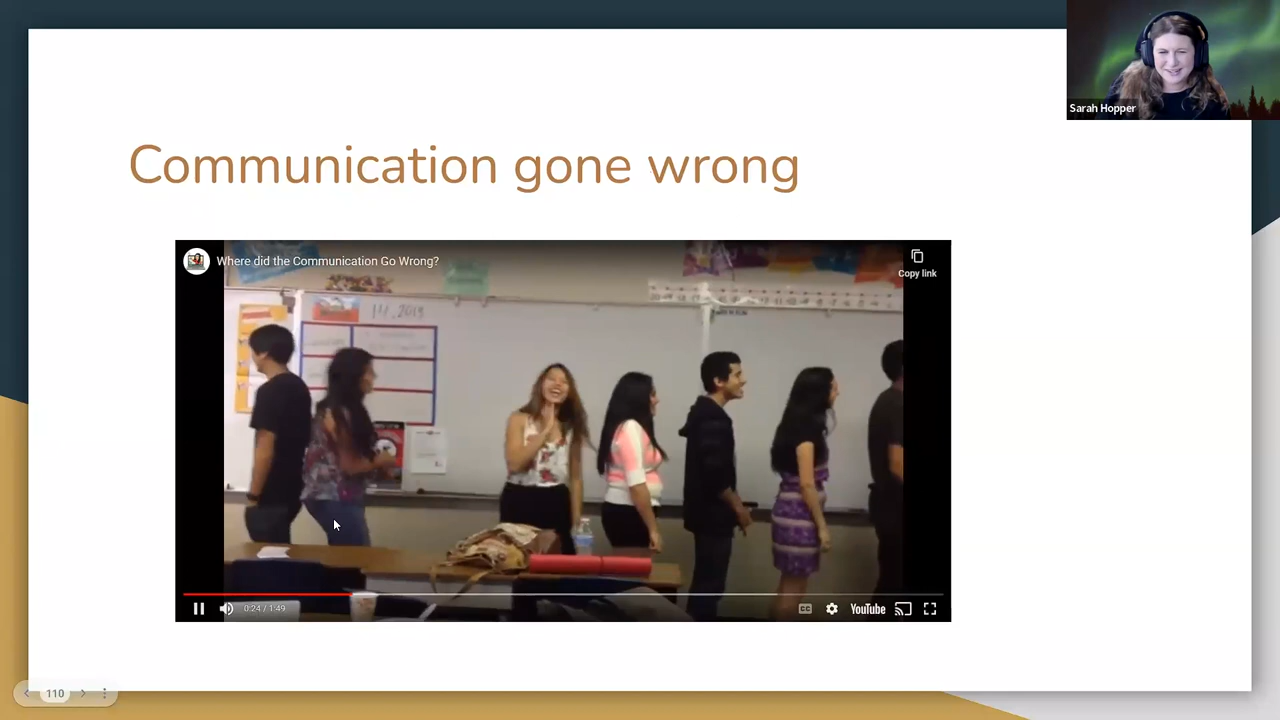 Sarah Hopper
Communication gone wrong
Where did the Communication Go Wrong?
Copy link
0:24 / 1:49
CC
YouTube
110